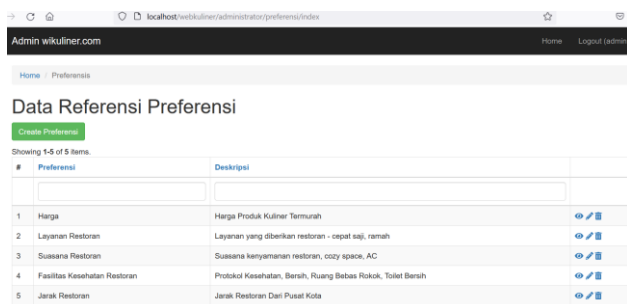 localhost/webkuliner/administrator/preferensi/index
Admin wikuliner.com Home Logout (admin
Home / Preferensis
Data Referensi Preferensi
Create Preferensi
Showing 1-5 of 5 items.
# Preferensi Deskripsi
1 Harga Harga Produk Kuliner Termurah
2 Layanan Restoran Layanan yang diberikan restoran - cepat saji, ramah
3 Suasana Restoran Suasana kenyamanan restoran, cozy space, AC
4 Fasilitas Kesehatan Restoran Protokol Kesehatan, Bersih, Ruang Bebas Rokok, Toilet Bersih
5 Jarak Restoran Jarak Restoran Dari Pusat Kota